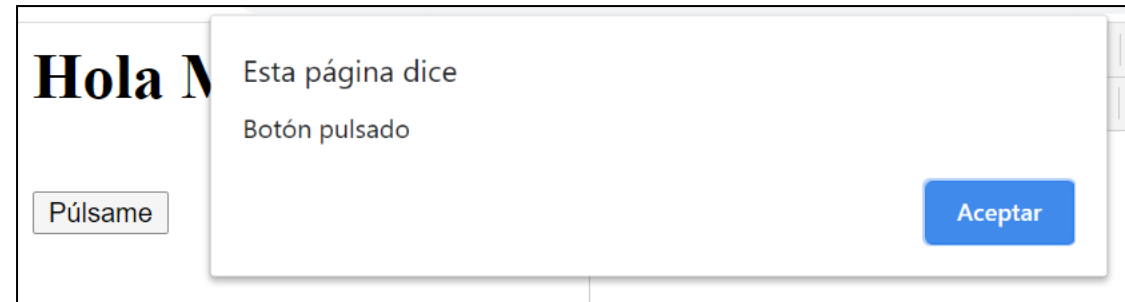 Hola M
Esta página dice
Botón pulsado
Púlsame
Aceptar